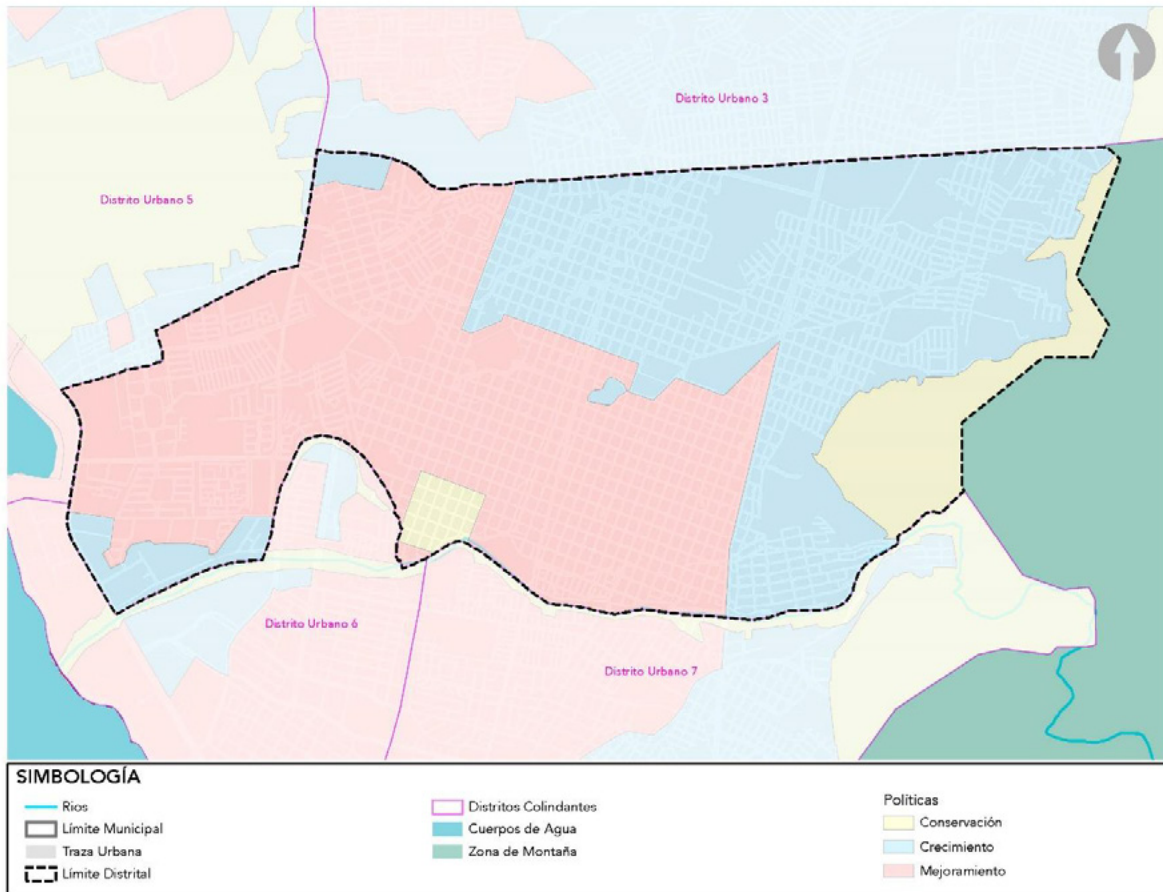 Distrito Urbano 3
Distrito Urbano 5
Distrito Urbano 6
Distrito Urbano 7
SIMBOLOGÍA
Rios
Límite Municipal
Traza Urbana
Límite Distrital
Distritos Colindantes
Cuerpos de Agua
Zona de Montaña
Políticas
Conservación
Crecimiento
Mejoramiento